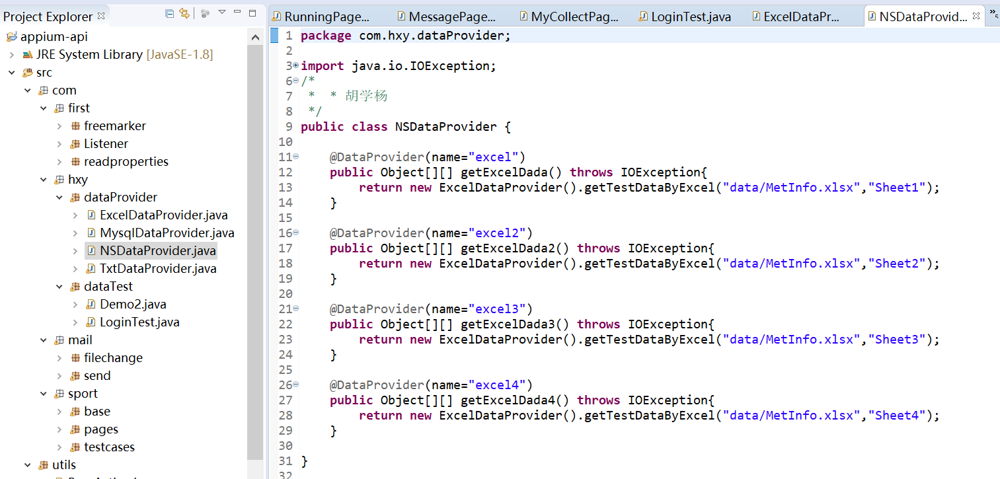 Project Explorer
appium-api
JRE System Library [JavaSE-1.8]
src
com
first
freemarker
Listener
readproperties
hxy
dataProvider
ExcelDataProvider.java
MysqlDataProvider.java
NSDataProvider.java
TxtDataProvider.java
dataTest
Demo2.java
LoginTest.java
mail
filechange
send
sport
base
pages
testcases
utils
RunningPage... MessagePage... MyCollectPag... LoginTest.java ExcelDataPr... NSDataProvid... »5
1 package com.hxy.dataProvider;
2
3 import java.io.IOException;
6 /*
7 * * 胡学杨
8 */
9 public class NSDataProvider {
10
11 @DataProvider(name="excel")
12 public Object[][] getExcelDada() throws IOException{
13 return new ExcelDataProvider().getTestDataByExcel("data/MetInfo.xlsx","Sheet1");
14 }
15
16 @DataProvider(name="excel2")
17 public Object[][] getExcelDada2() throws IOException{
18 return new ExcelDataProvider().getTestDataByExcel("data/MetInfo.xlsx","Sheet2");
19 }
20
21 @DataProvider(name="excel3")
22 public Object[][] getExcelDada3() throws IOException{
23 return new ExcelDataProvider().getTestDataByExcel("data/MetInfo.xlsx","Sheet3");
24 }
25
26 @DataProvider(name="excel4")
27 public Object[][] getExcelDada4() throws IOException{
28 return new ExcelDataProvider().getTestDataByExcel("data/MetInfo.xlsx","Sheet4");
29 }
30
31 }
32